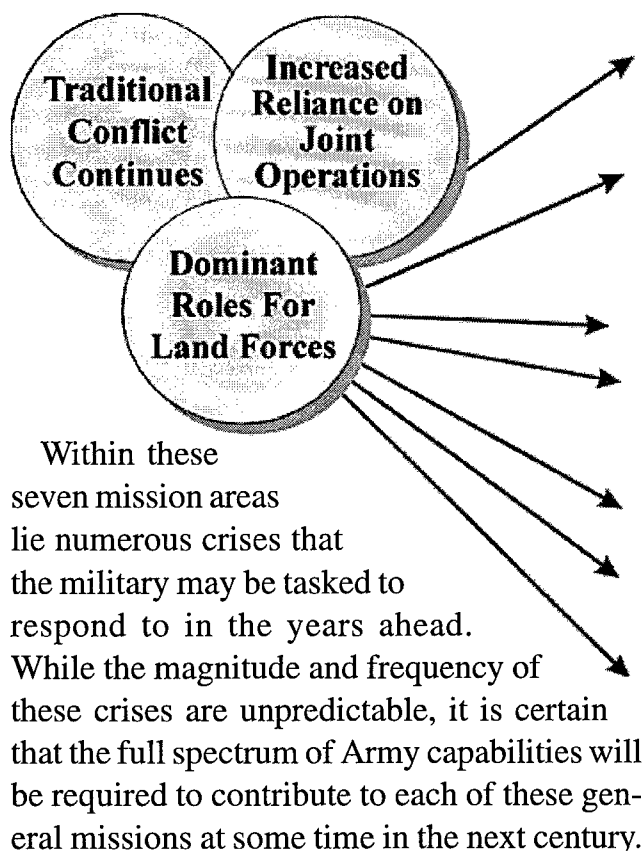 Traditional
Conflict
Continues
Increased
Reliance on
Joint
Operations
Dominant
Roles For
Land Forces
Within these
seven mission areas
lie numerous crises that
the military may be tasked to
respond to in the years ahead.
While the magnitude and frequency of
these crises are unpredictable, it is certain
that the full spectrum of Army capabilities will
be required to contribute to each of these gen-
eral missions at some time in the next century.